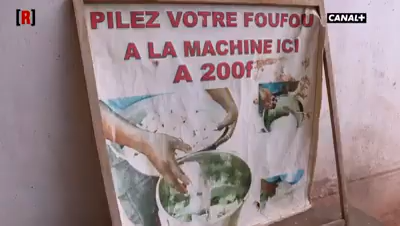 [R]
CANAL+
PILEZ VOTRE FOUFOU
A LA MACHINE ICI
A 200f